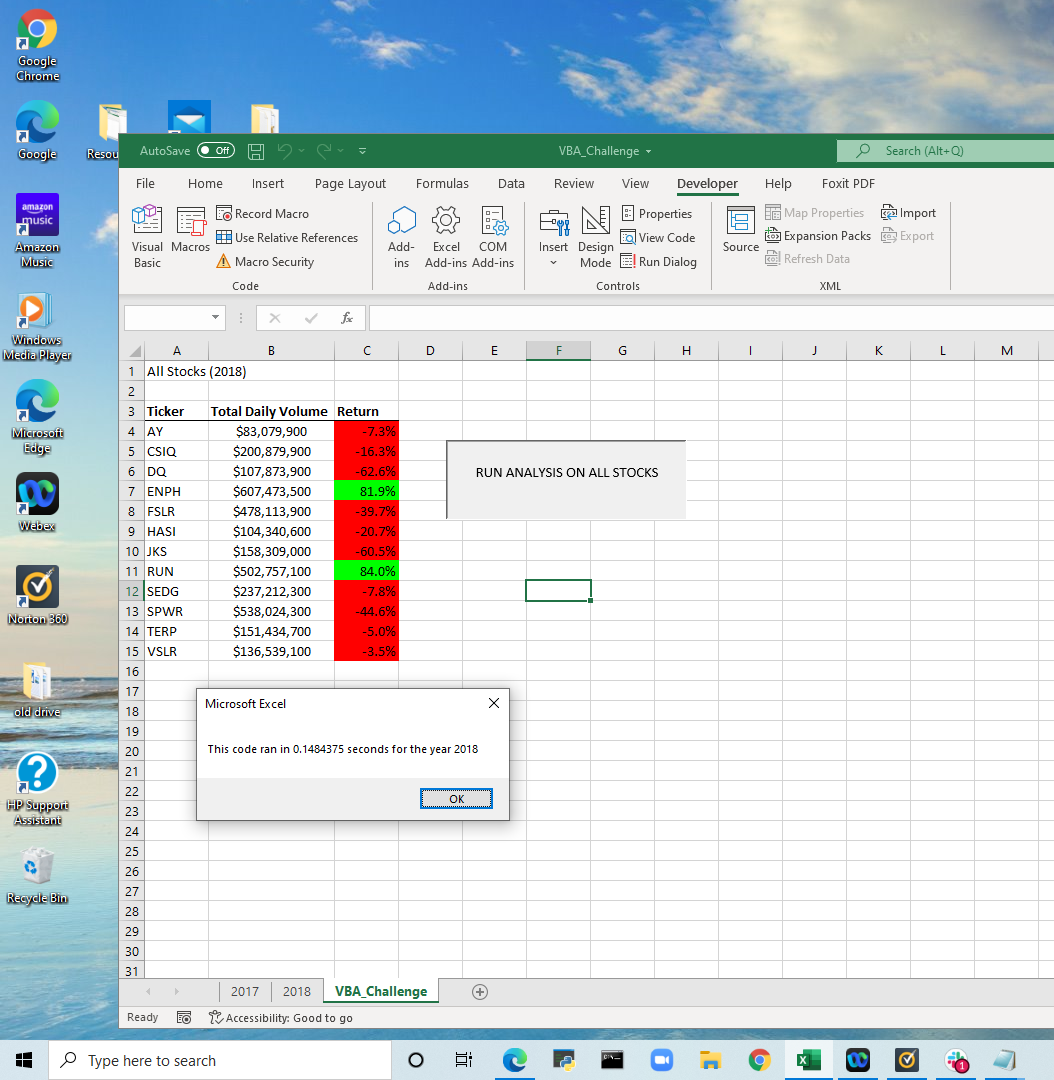 Google
Chrome
Google
Resou
amazon
music
Amazon
Music
Windows
Media Player
Microsoft
Edge
Webex
Norton 360
old drive
HP Support
Assistant
Recycle Bin
AutoSave Off VBA_Challenge Search (Alt+Q)
File Home Insert Page Layout Formulas Data Review View Developer Help Foxit PDF
Visual
Basic
Macros
Record Macro
Use Relative References
Macro Security
Code
Add-
ins
Excel
Add-ins
COM
Add-ins
Add-ins
Insert
Design
Mode
Properties
View Code
Run Dialog
Controls
Source
Map Properties
Expansion Packs
Refresh Data
Import
Export
XML
fx
A B C D E F G H I J K L M
1 All Stocks (2018)
2
3 Ticker Total Daily Volume Return
4 AY $83,079,900 -7.3%
5 CSIQ $200,879,900 -16.3%
6 DQ $107,873,900 -62.6%
7 ENPH $607,473,500 81.9%
8 FSLR $478,113,900 -39.7%
9 HASI $104,340,600 -20.7%
10 JKS $158,309,000 -60.5%
11 RUN $502,757,100 84.0%
12 SEDG $237,212,300 -7.8%
13 SPWR $538,024,300 -44.6%
14 TERP $151,434,700 -5.0%
15 VSLR $136,539,100 -3.5%
RUN ANALYSIS ON ALL STOCKS
16
17
18
19
20
21
22
23
24
25
26
27
28
29
30
31
Microsoft Excel
This code ran in 0.1484375 seconds for the year 2018
OK
2017 2018 VBA_Challenge
Ready Accessibility: Good to go
Type here to search
1